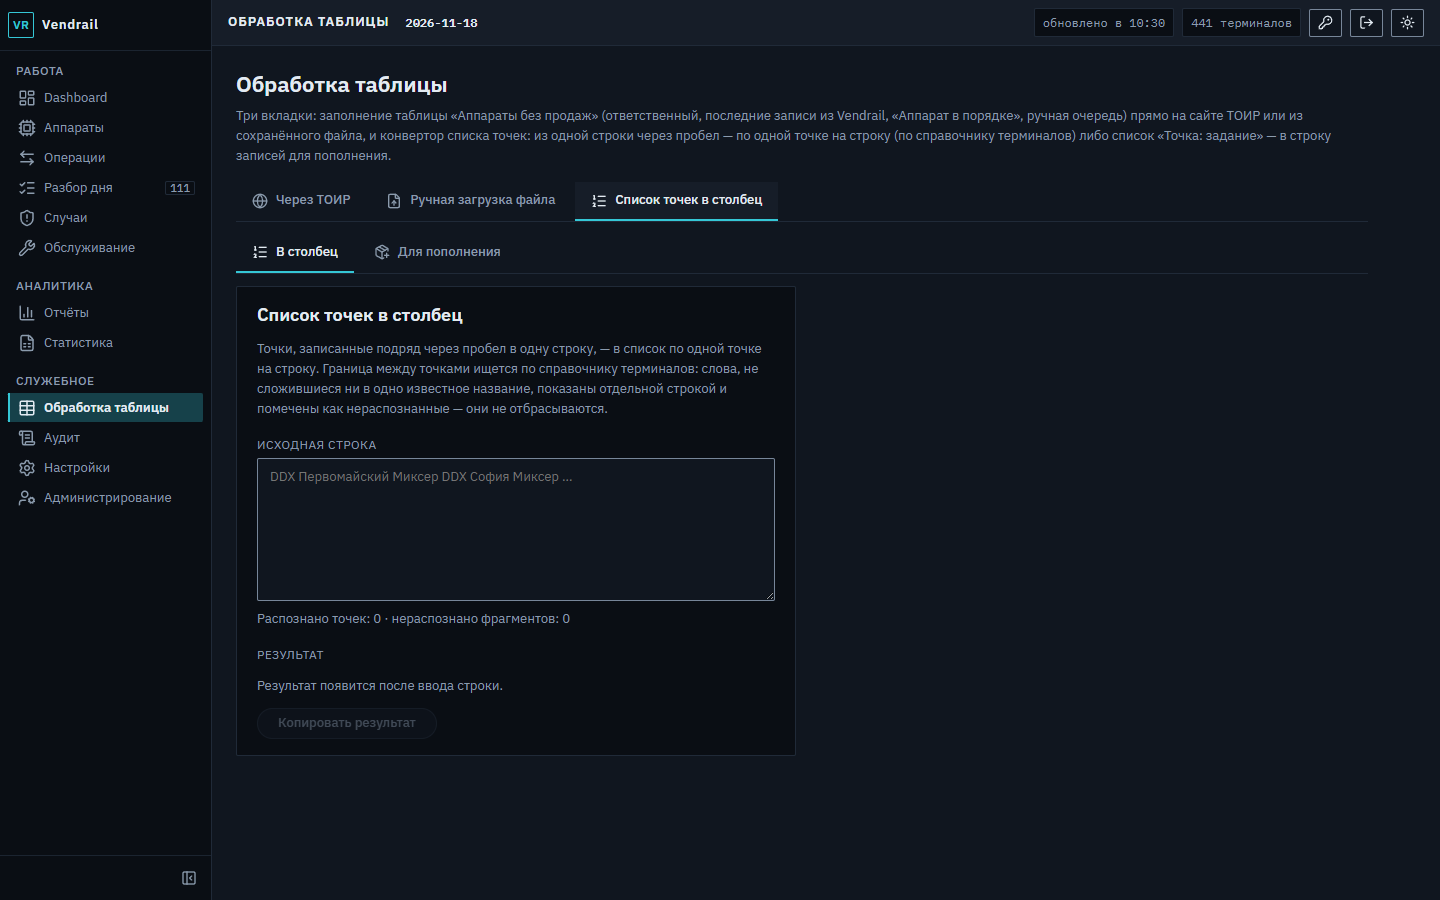 VR Vendrail
ОБРАБОТКА ТАБЛИЦЫ 2026-11-18
обновлено в 10:30
441 терминалов
РАБОТА
Dashboard
Аппараты
Операции
Разбор дня 111
Случаи
Обслуживание
АНАЛИТИКА
Отчёты
Статистика
СЛУЖЕБНОЕ
Обработка таблицы
Аудит
Настройки
Администрирование
Обработка таблицы
Три вкладки: заполнение таблицы «Аппараты без продаж» (ответственный, последние записи из Vendrail, «Аппарат в порядке», ручная очередь) прямо на сайте ТОИР или из
сохранённого файла, и конвертор списка точек: из одной строки через пробел — по одной точке на строку (по справочнику терминалов) либо список «Точка: задание» — в строку
записей для пополнения.
Через ТОИР
Ручная загрузка файла
Список точек в столбец
В столбец
Для пополнения
Список точек в столбец
Точки, записанные подряд через пробел в одну строку, — в список по одной точке
на строку. Граница между точками ищется по справочнику терминалов: слова, не
сложившиеся ни в одно известное название, показаны отдельной строкой и
помечены как нераспознанные — они не отбрасываются.
ИСХОДНАЯ СТРОКА
DDX Первомайский Миксер DDX София Миксер ...
Распознано точек: 0 · нераспознано фрагментов: 0
РЕЗУЛЬТАТ
Результат появится после ввода строки.
Копировать результат